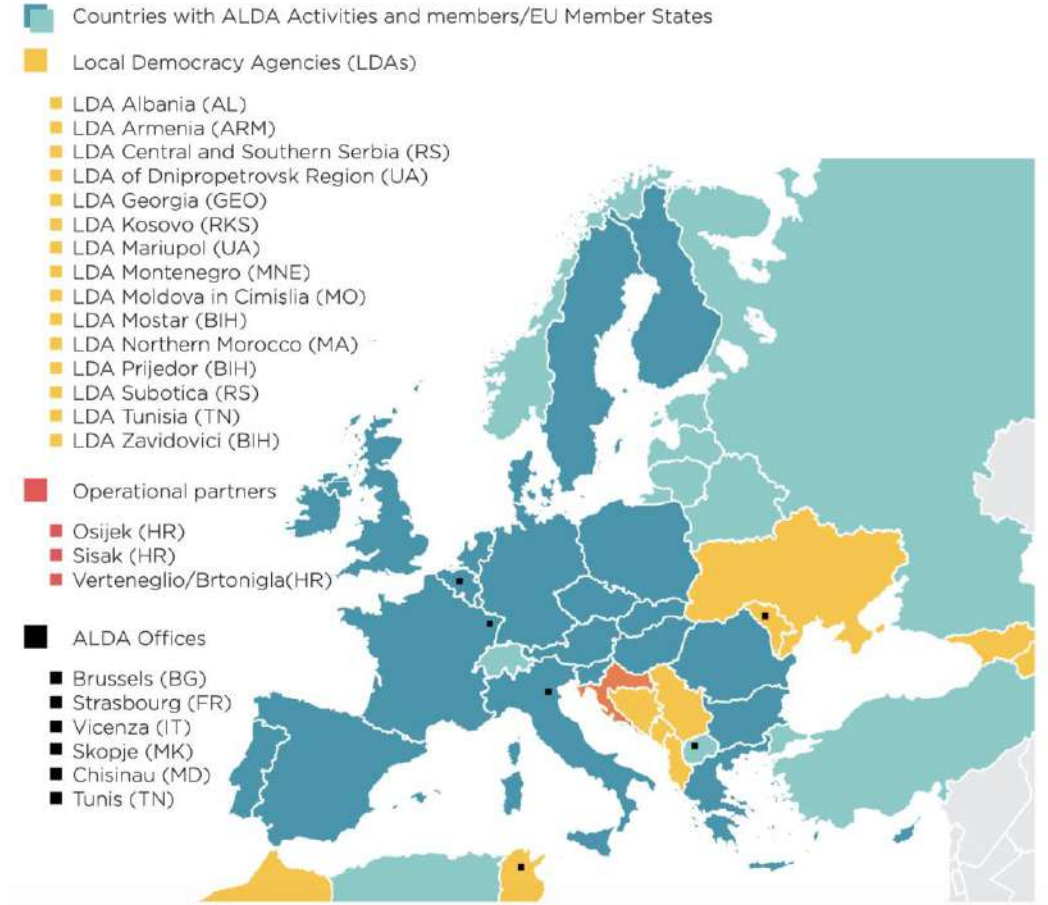 Countries with ALDA Activities and members/EU Member States
Local Democracy Agencies (LDAs)
LDA Albania (AL)
LDA Armenia (ARM)
LDA Central and Southern Serbia (RS)
LDA of Dnipropetrovsk Region (UA)
LDA Georgia (GEO)
LDA Kosovo (RKS)
LDA Mariupol (UA)
LDA Montenegro (MNE)
LDA Moldova in Cimislia (MO)
LDA Mostar (BIH)
LDA Northern Morocco (MA)
LDA Prijedor (BIH)
LDA Subotica (RS)
LDA Tunisia (TN)
LDA Zavidovici (BIH)
Operational partners
Osijek (HR)
Sisak (HR)
Verteneglio/Brtonigla(HR)
ALDA Offices
Brussels (BG)
Strasbourg (FR)
Vicenza (IT)
Skopje (MK)
Chisinau (MD)
Tunis (TN)